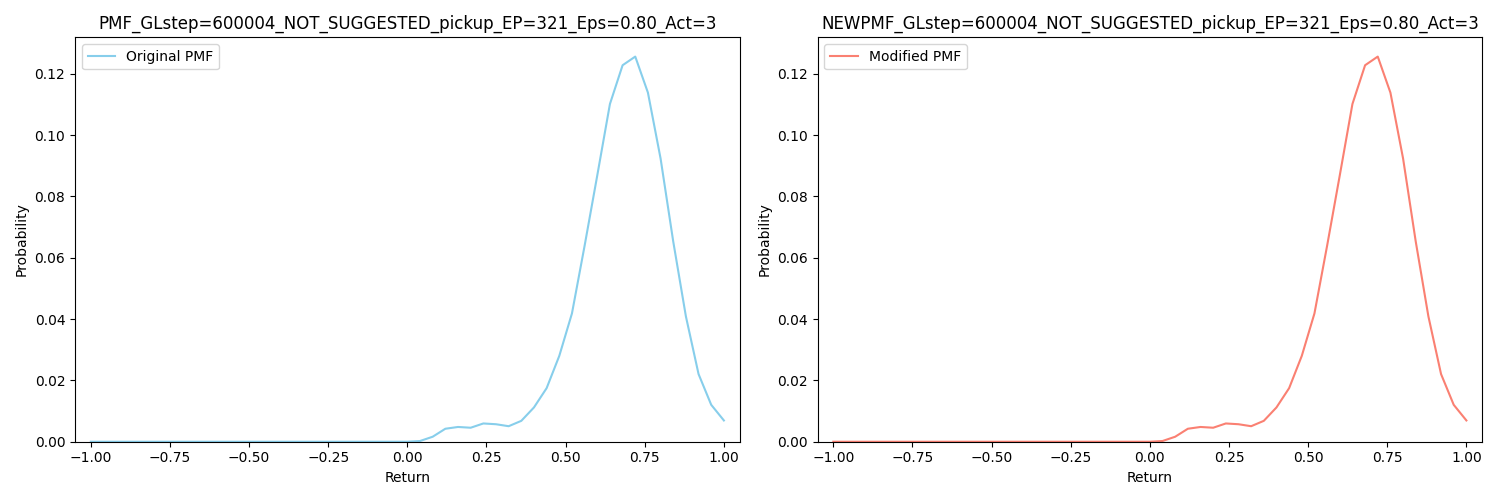 PMF_GLstep=600004_NOT_SUGGESTED_pickup_EP=321_Eps=0.80_Act=3
Original PMF
0.12
0.10
0.08
0.06
0.04
0.02
0.00
Probability
−1.00 −0.75 −0.50 −0.25 0.00 0.25 0.50 0.75 1.00
Return
NEWPMF_GLstep=600004_NOT_SUGGESTED_pickup_EP=321_Eps=0.80_Act=3
Modified PMF
0.12
0.10
0.08
0.06
0.04
0.02
0.00
Probability
−1.00 −0.75 −0.50 −0.25 0.00 0.25 0.50 0.75 1.00
Return